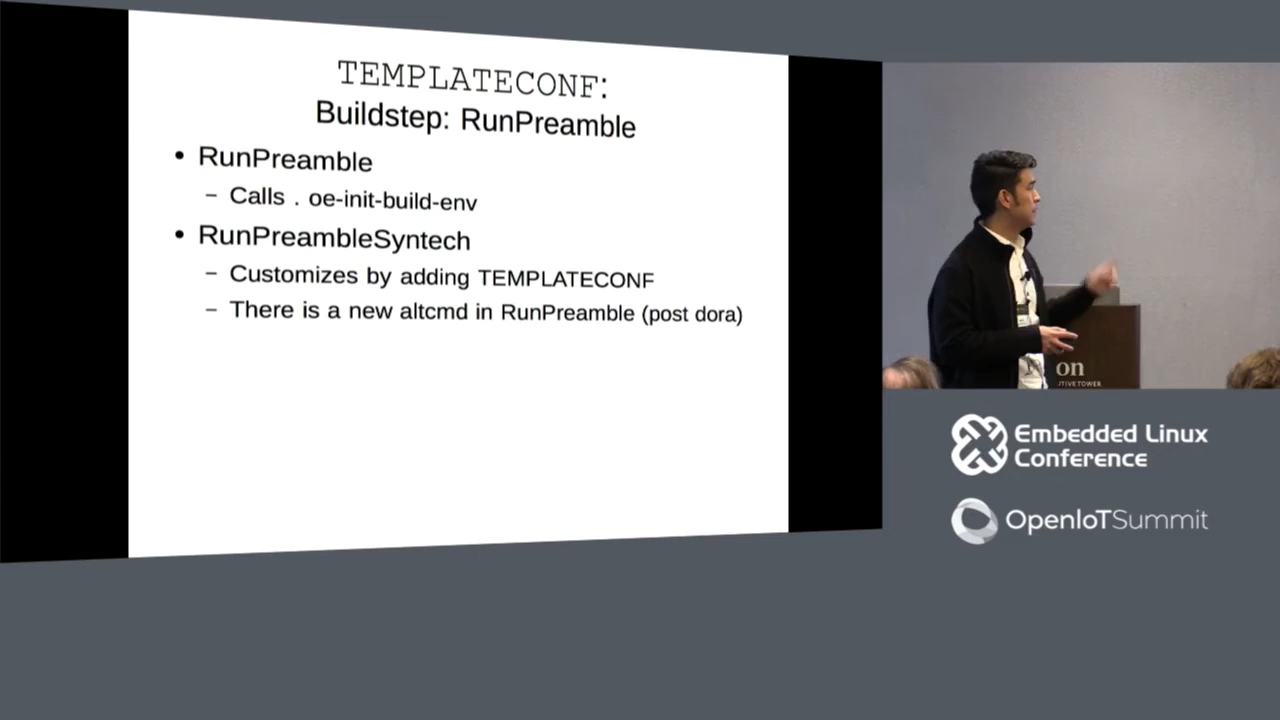 TEMPLATECONF:
Buildstep: RunPreamble
• RunPreamble
– Calls . oe-init-build-env
• RunPreambleSyntech
– Customizes by adding TEMPLATECONF
– There is a new altcmd in RunPreamble (post dora)
on
Embedded Linux
Conference
OpenIoTSummit